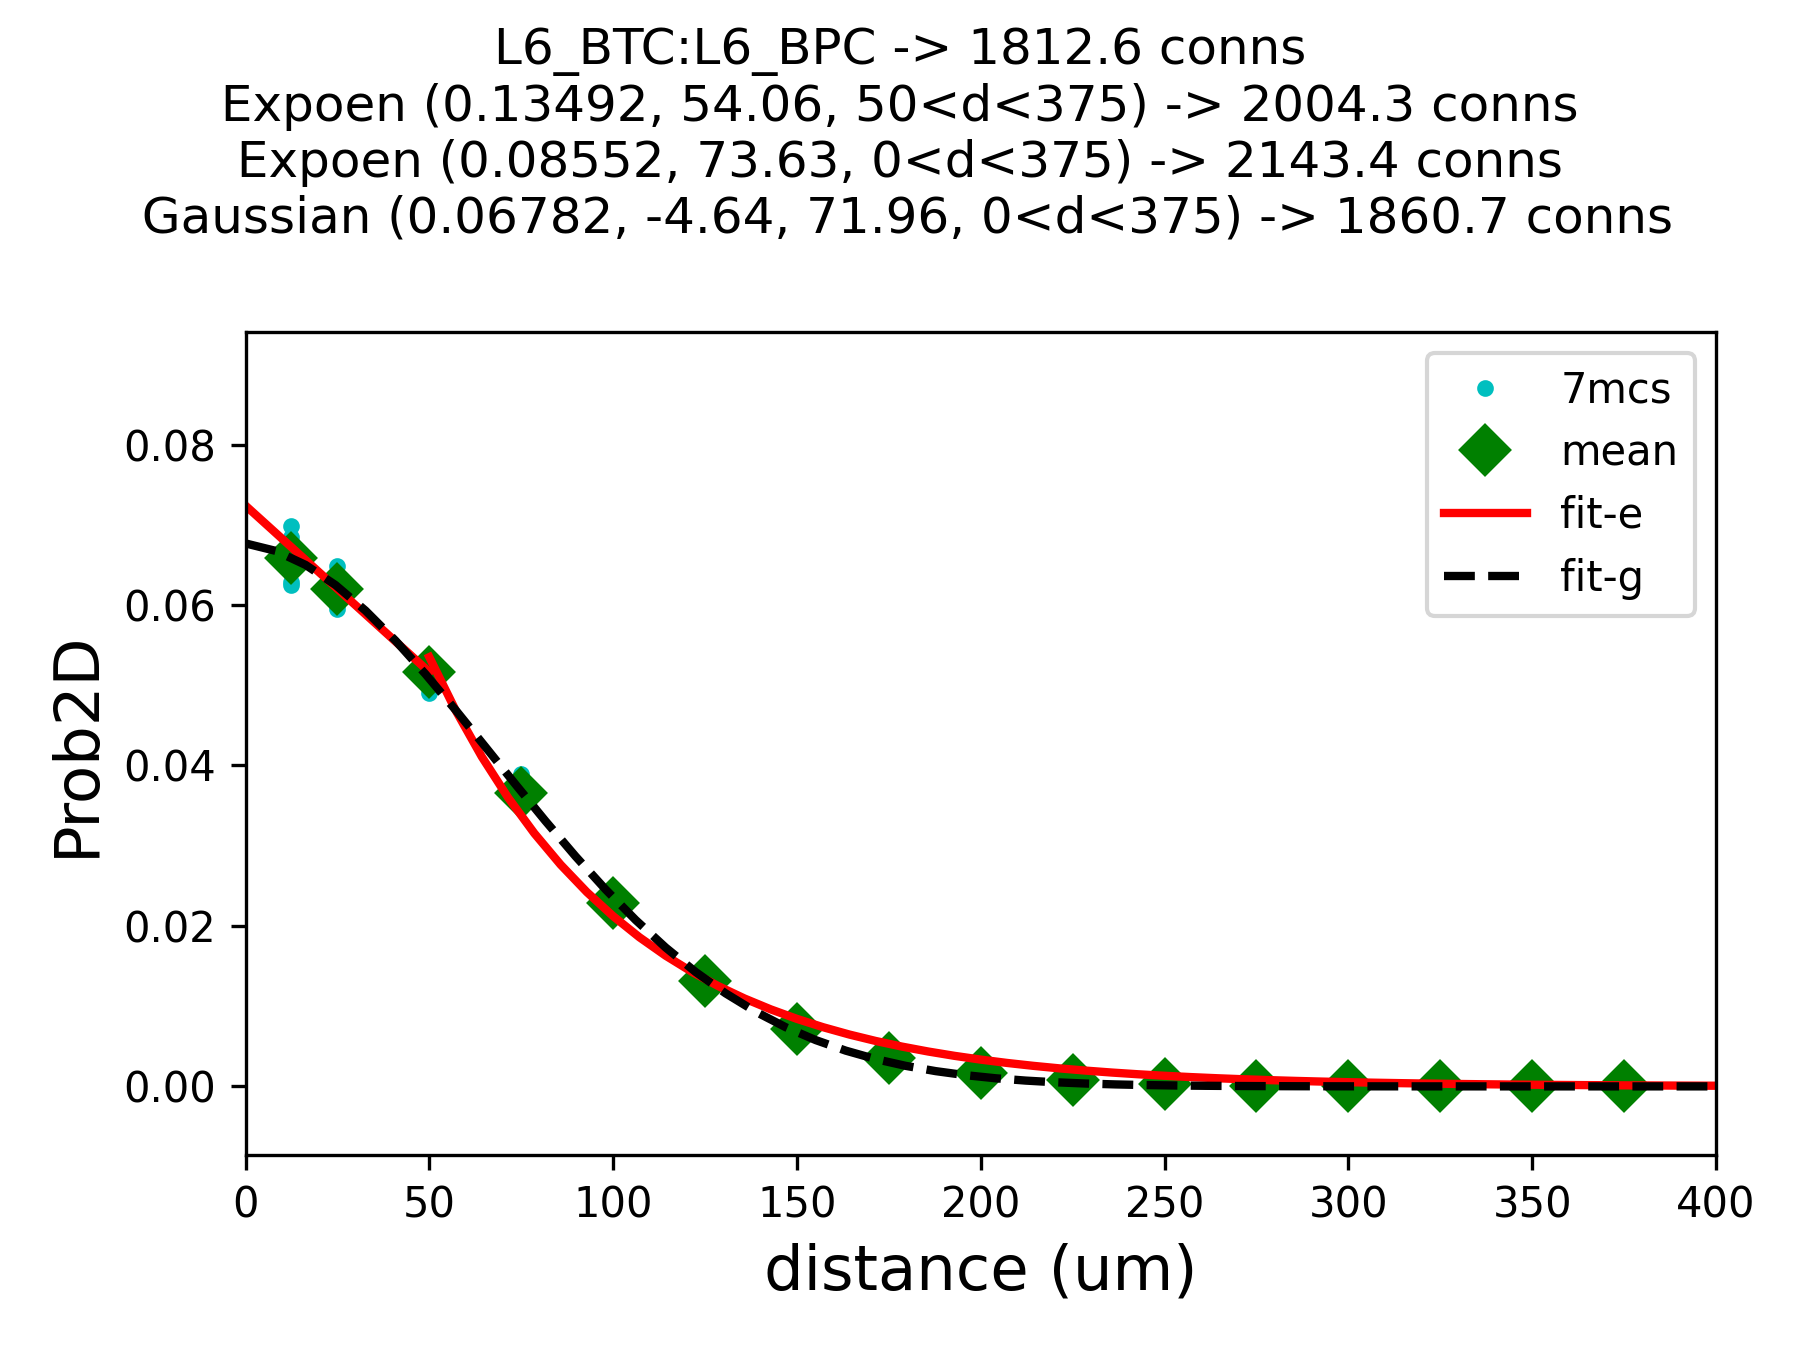 L6_BTC:L6_BPC -> 1812.6 conns
Expoen (0.13492, 54.06, 50<d<375) -> 2004.3 conns
Expoen (0.08552, 73.63, 0<d<375) -> 2143.4 conns
Gaussian (0.06782, -4.64, 71.96, 0<d<375) -> 1860.7 conns
7mcs
mean
fit-e
fit-g
Prob2D
0.08
0.06
0.04
0.02
0.00
0 50 100 150 200 250 300 350 400
distance (um)